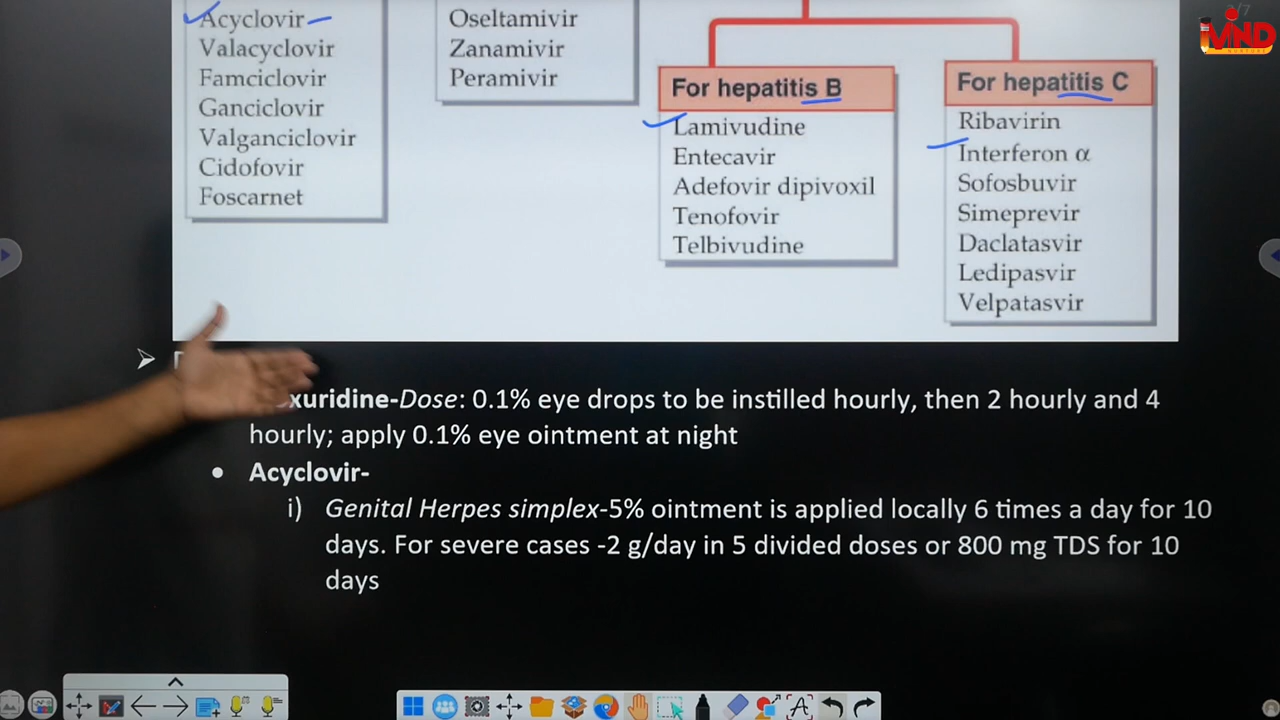 Acyclovir
Valacyclovir
Famciclovir
Ganciclovir
Valganciclovir
Cidofovir
Foscarnet
Oseltamivir
Zanamivir
Peramivir
For hepatitis B
Lamivudine
Entecavir
Adefovir dipivoxil
Tenofovir
Telbivudine
For hepatitis C
Ribavirin
Interferon α
Sofosbuvir
Simeprevir
Daclatasvir
Ledipasvir
Velpatasvir
xuridine-Dose: 0.1% eye drops to be instilled hourly, then 2 hourly and 4
hourly; apply 0.1% eye ointment at night
• Acyclovir-
i) Genital Herpes simplex-5% ointment is applied locally 6 times a day for 10
days. For severe cases -2 g/day in 5 divided doses or 800 mg TDS for 10
days